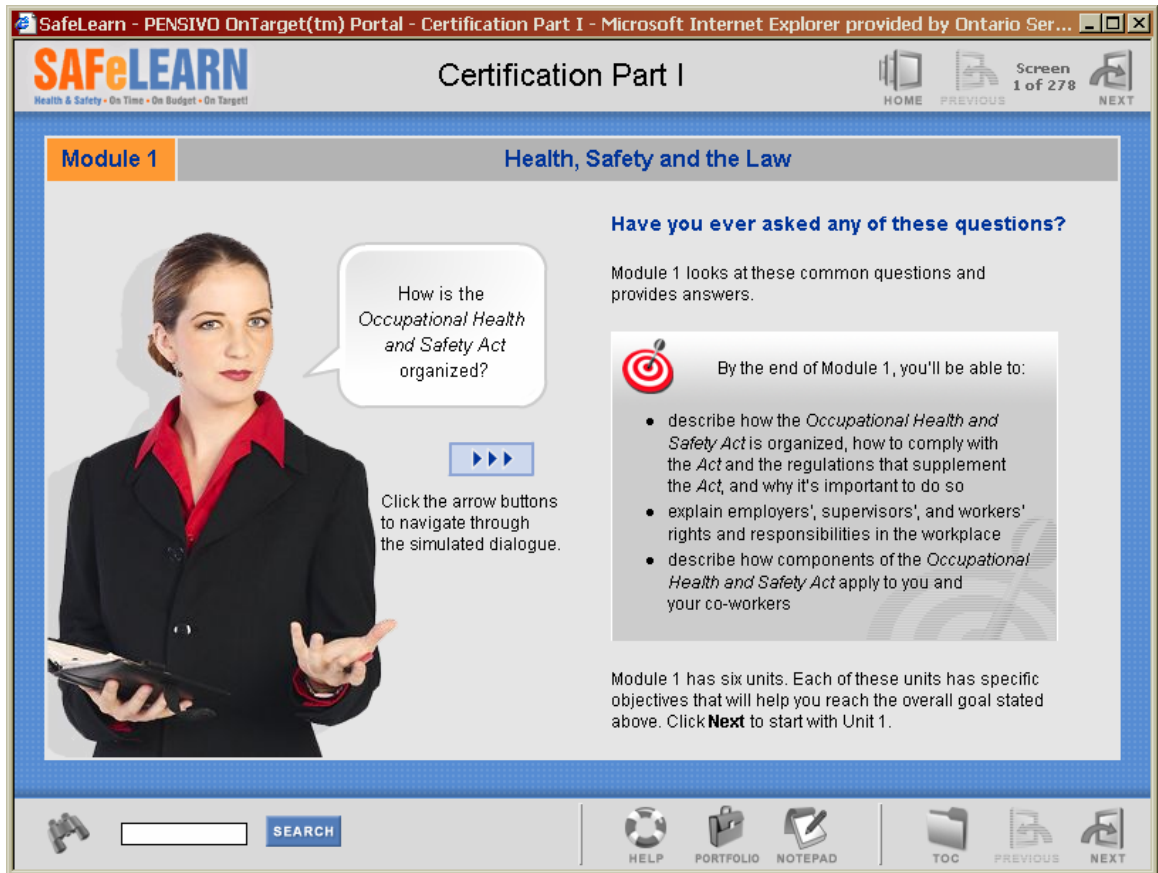 SafeLearn - PENSIVO OnTarget(tm) Portal - Certification Part I - Microsoft Internet Explorer provided by Ontario Ser...
SAFeLEARN
Health & Safety • On Time • On Budget • On Target!
Certification Part I
HOME
PREVIOUS
Screen
1 of 278
NEXT
Module 1
Health, Safety and the Law
How is the
Occupational Health
and Safety Act
organized?
Click the arrow buttons
to navigate through
the simulated dialogue.
Have you ever asked any of these questions?
Module 1 looks at these common questions and
provides answers.
By the end of Module 1, you'll be able to:
• describe how the Occupational Health and
Safety Act is organized, how to comply with
the Act and the regulations that supplement
the Act, and why it's important to do so
• explain employers', supervisors', and workers'
rights and responsibilities in the workplace
• describe how components of the Occupational
Health and Safety Act apply to you and
your co-workers
Module 1 has six units. Each of these units has specific
objectives that will help you reach the overall goal stated
above. Click Next to start with Unit 1.
SEARCH
HELP
PORTFOLIO
NOTEPAD
TOC
PREVIOUS
NEXT